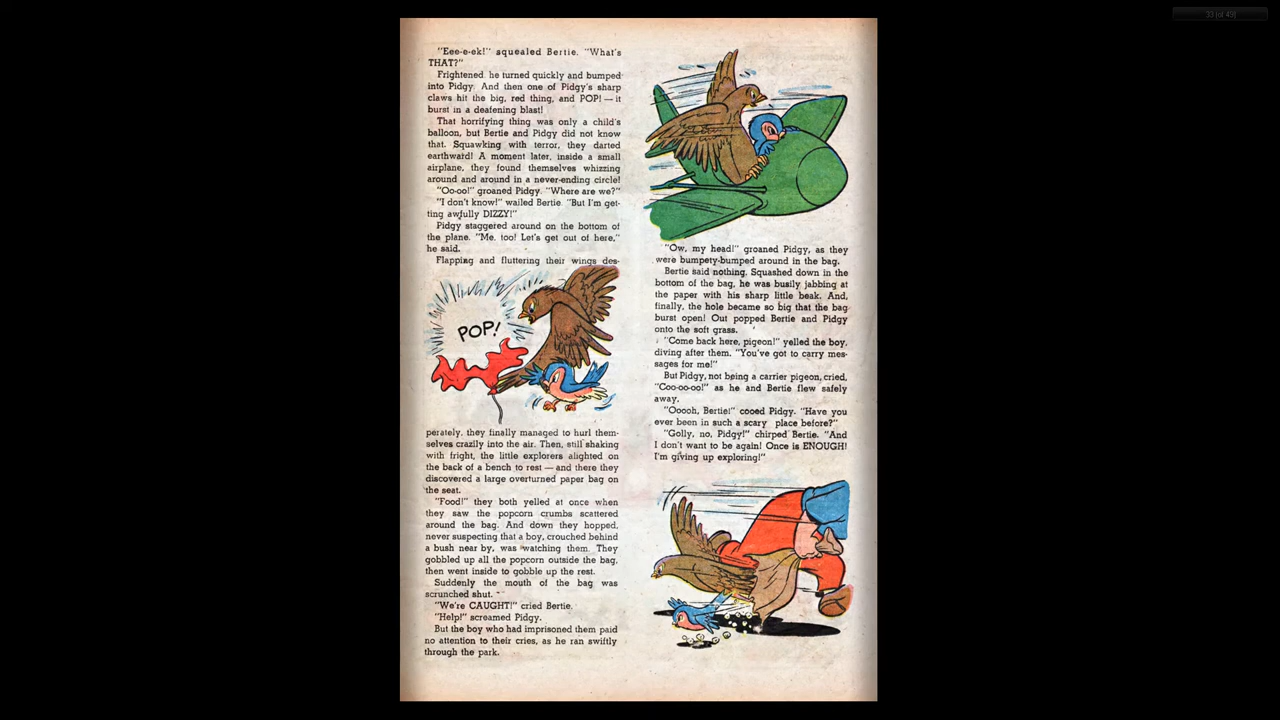 33 [of 49]
"Eee-e-ek!" squealed Bertie. "What's
THAT?"
Frightened, he turned quickly and bumped
into Pidgy. And then one of Pidgy's sharp
claws hit the big, red thing, and POP! — it
burst in a deafening blast!
That horrifying thing was only a child's
balloon, but Bertie and Pidgy did not know
that. Squawking with terror, they darted
earthward! A moment later, inside a small
airplane, they found themselves whizzing
around and around in a never-ending circle!
"Oo-oo!" groaned Pidgy. "Where are we?"
"I don't know!" wailed Bertie. "But I'm get-
ting awfully DIZZY!"
Pidgy staggered around on the bottom of
the plane. "Me, too! Let's get out of here,"
he said.
Flapping and fluttering their wings des-
POP!
perately, they finally managed to hurl them-
selves crazily into the air. Then, still shaking
with fright, the little explorers alighted on
the back of a bench to rest — and there they
discovered a large overturned paper bag on
the seat.
"Food!" they both yelled at once when
they saw the popcorn crumbs scattered
around the bag. And down they hopped,
never suspecting that a boy, crouched behind
a bush near by, was watching them. They
gobbled up all the popcorn outside the bag,
then went inside to gobble up the rest.
Suddenly the mouth of the bag was
scrunched shut.
"We're CAUGHT!" cried Bertie.
"Help!" screamed Pidgy.
But the boy who had imprisoned them paid
no attention to their cries, as he ran swiftly
through the park.
"Ow, my head!" groaned Pidgy, as they
were bumpety-bumped around in the bag.
Bertie said nothing. Squashed down in the
bottom of the bag, he was busily jabbing at
the paper with his sharp little beak. And,
finally, the hole became so big that the bag
burst open! Out popped Bertie and Pidgy
onto the soft grass.
"Come back here, pigeon!" yelled the boy,
diving after them. "You've got to carry mes-
sages for me!"
But Pidgy, not being a carrier pigeon, cried,
"Coo-oo-oo!" as he and Bertie flew safely
away.
"Ooooh, Bertie!" cooed Pidgy. "Have you
ever been in such a scary place before?"
"Golly, no, Pidgy!" chirped Bertie. "And
I don't want to be again! Once is ENOUGH!
I'm giving up exploring!"